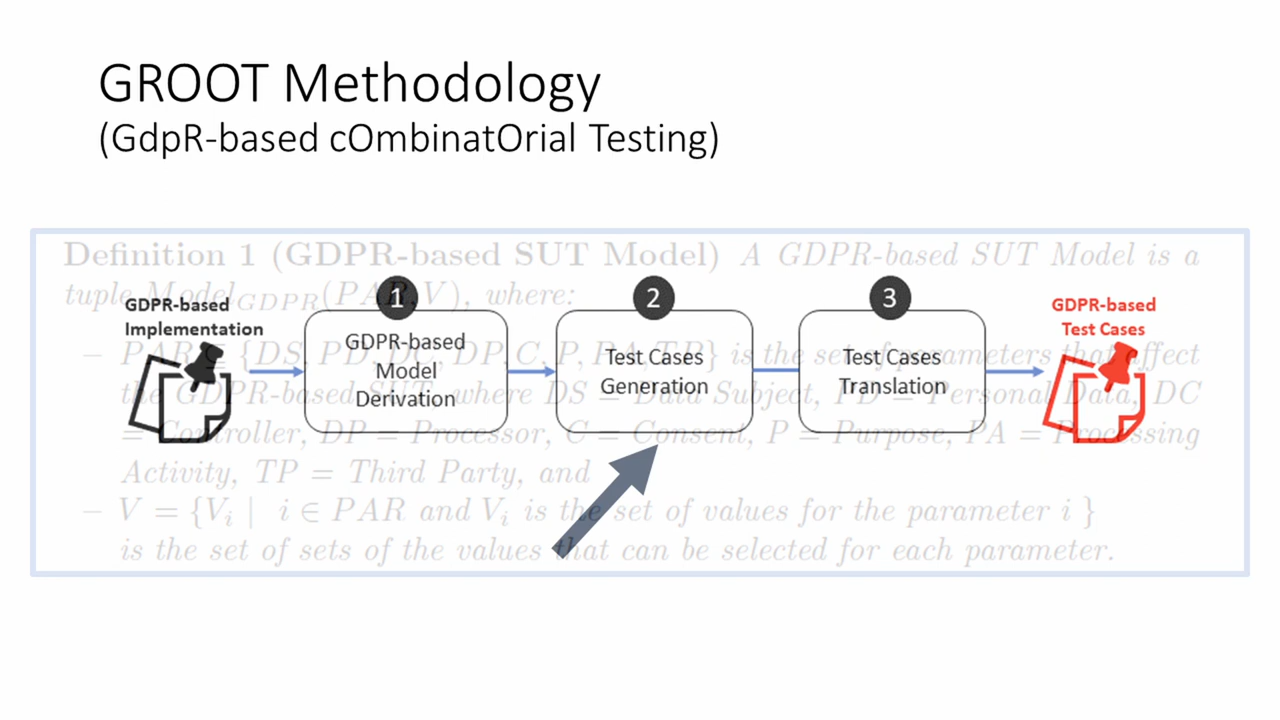 GROOT Methodology
(GdpR-based cOmbinatOrial Testing)
Definition 1 (GDPR-based SUT Model) A GDPR-based SUT Model is a
tuple Model_GDPR(PAR, V), where:
– PAR = {DS, PD, DC, DP, C, P, PA, TP} is the set of parameters that affect
the GDPR-based SUT where DS = Data Subject, PD = Personal Data, DC
= Controller, DP = Processor, C = Consent, P = Purpose, PA = Processing
Activity, TP = Third Party, and
– V = {V_i | i ∈ PAR and V_i is the set of values for the parameter i }
is the set of sets of the values that can be selected for each parameter.
GDPR-based
Implementation
1
GDPR-based
Model
Derivation
2
Test Cases
Generation
3
Test Cases
Translation
GDPR-based
Test Cases